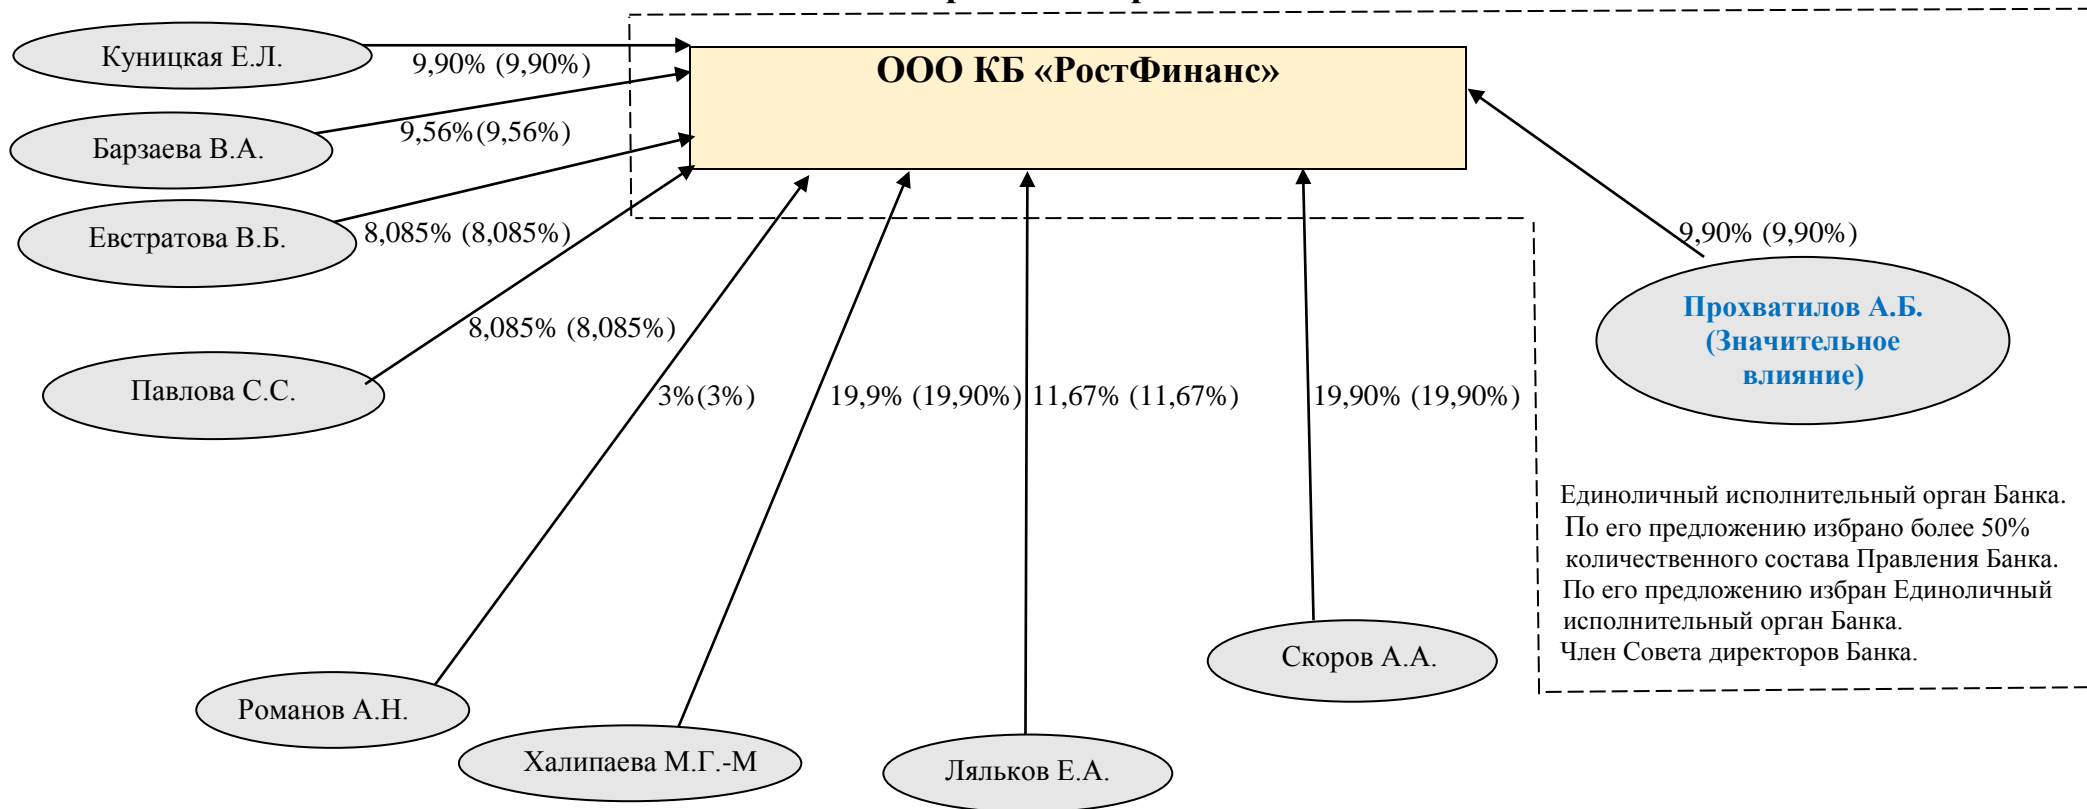 Куницкая Е.Л.
9,90% (9,90%)
ООО КБ «РостФинанс»
Барзаева В.А.
9,56%(9,56%)
Евстратова В.Б.
8,085% (8,085%)
9,90% (9,90%)
Прохватилов А.Б.
(Значительное
влияние)
8,085% (8,085%)
Павлова С.С.
3%(3%)
19,9% (19,90%)
11,67% (11,67%)
19,90% (19,90%)
Единоличный исполнительный орган Банка.
По его предложению избрано более 50%
количественного состава Правления Банка.
По его предложению избран Единоличный
исполнительный орган Банка.
Член Совета директоров Банка.
Скоров А.А.
Романов А.Н.
Халипаева М.Г.-М
Ляльков Е.А.